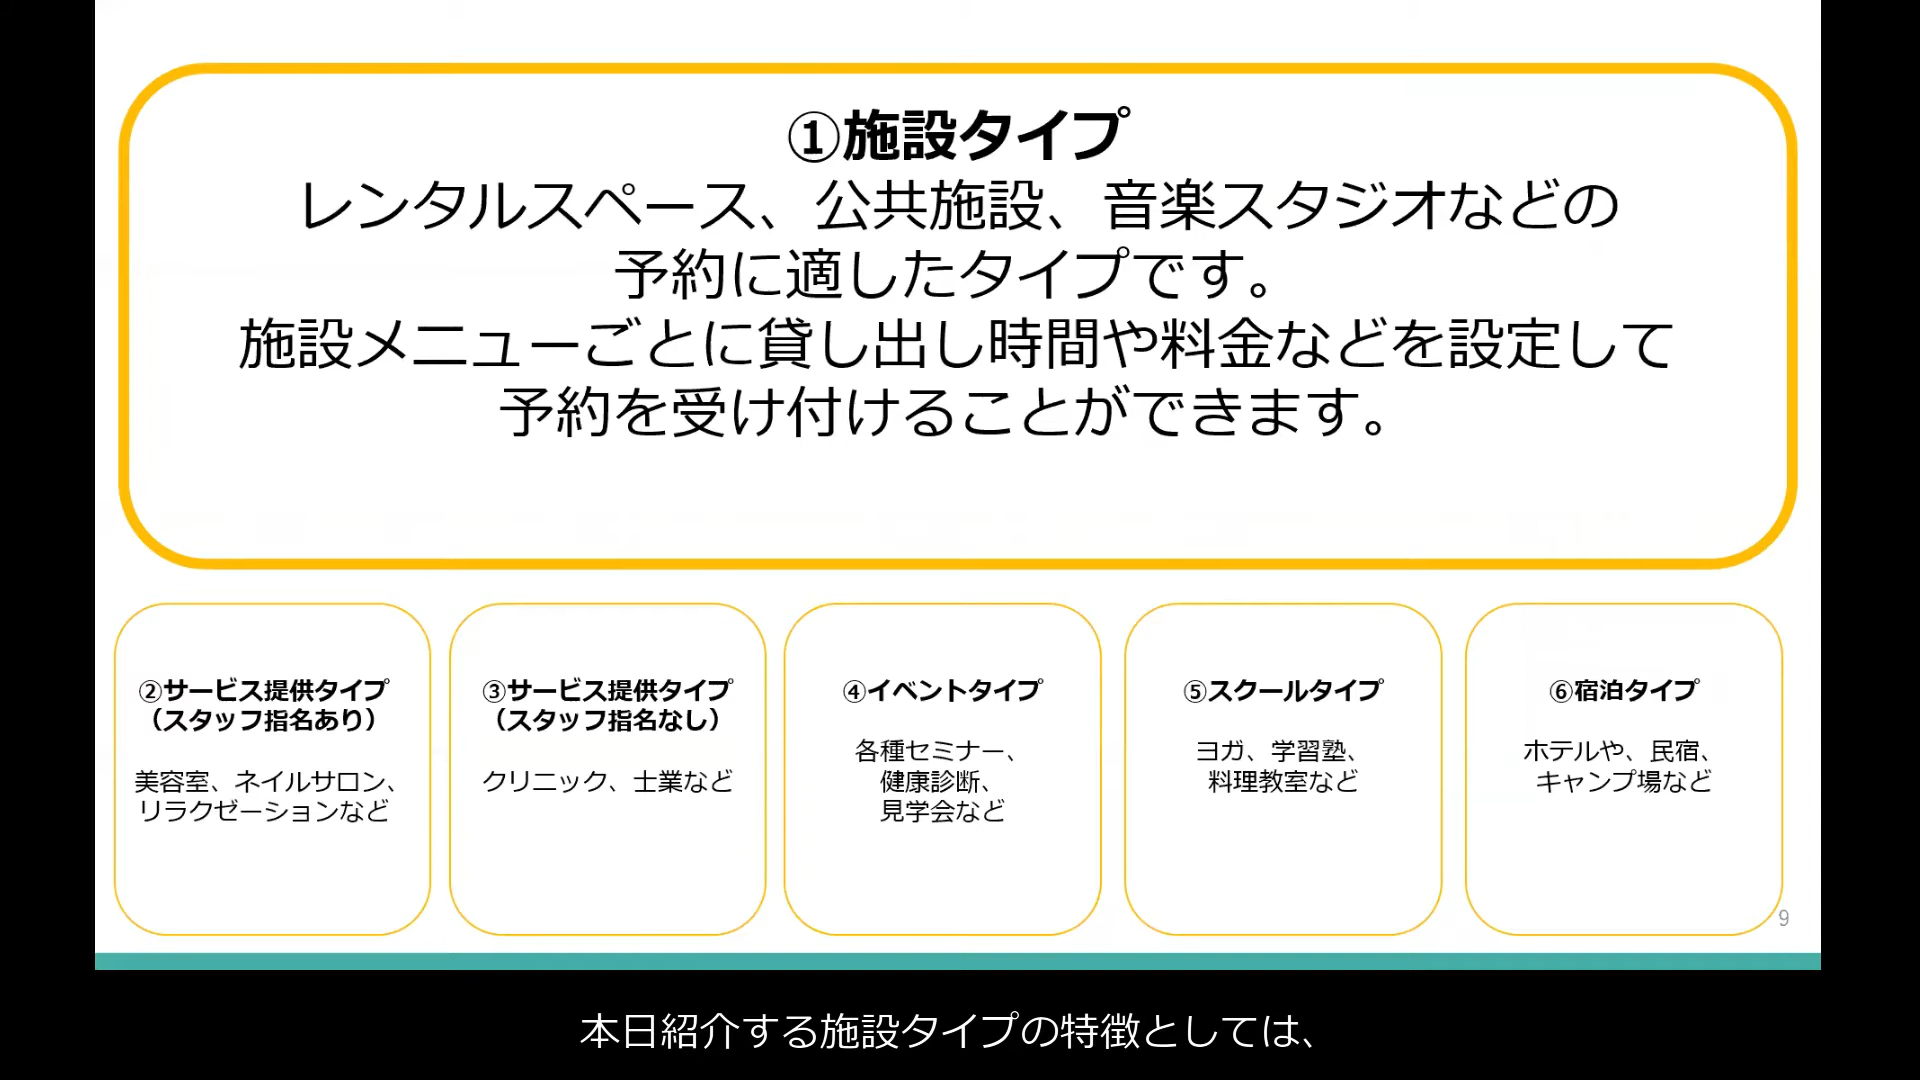 ①施設タイプ
レンタルスペース、公共施設、音楽スタジオなどの
予約に適したタイプです。
施設メニューごとに貸し出し時間や料金などを設定して
予約を受け付けることができます。
②サービス提供タイプ
（スタッフ指名あり）
美容室、ネイルサロン、
リラクゼーションなど
③サービス提供タイプ
（スタッフ指名なし）
クリニック、士業など
④イベントタイプ
各種セミナー、
健康診断、
見学会など
⑤スクールタイプ
ヨガ、学習塾、
料理教室など
⑥宿泊タイプ
ホテルや、民宿、
キャンプ場など
9
本日紹介する施設タイプの特徴としては、